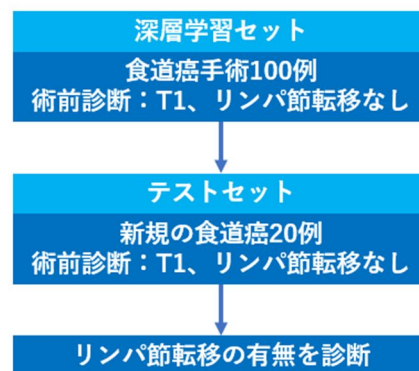 深層学習セット
食道癌手術100例
術前診断：T1、リンパ節転移なし
テストセット
新規の食道癌20例
術前診断：T1、リンパ節転移なし
リンパ節転移の有無を診断